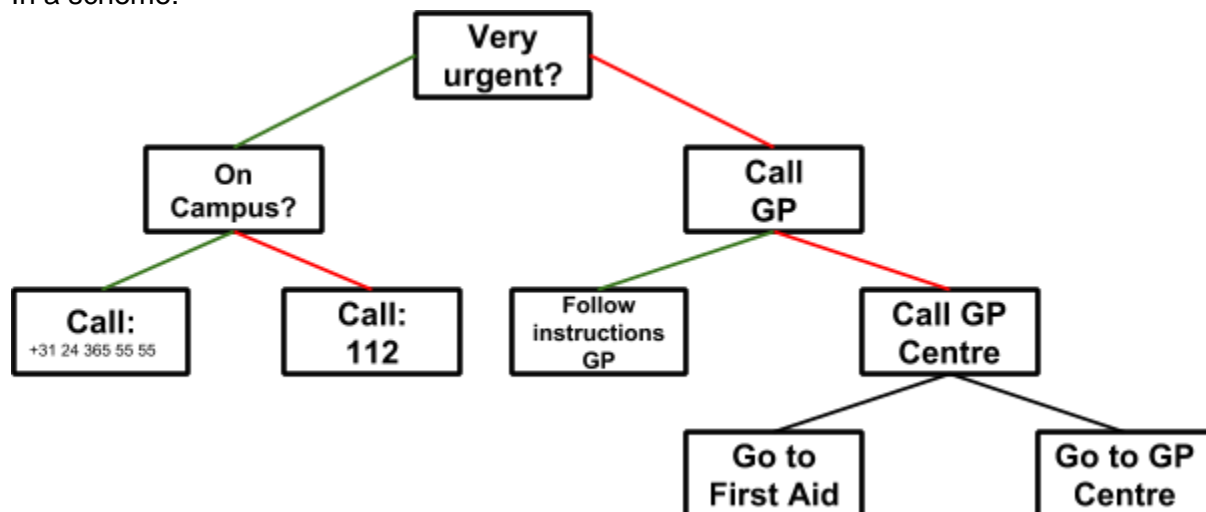 In a scheme:
Very
urgent?
On
Campus?
Call
GP
Call:
+31 24 365 55 55
Call:
112
Follow
instructions
GP
Call GP
Centre
Go to
First Aid
Go to GP
Centre